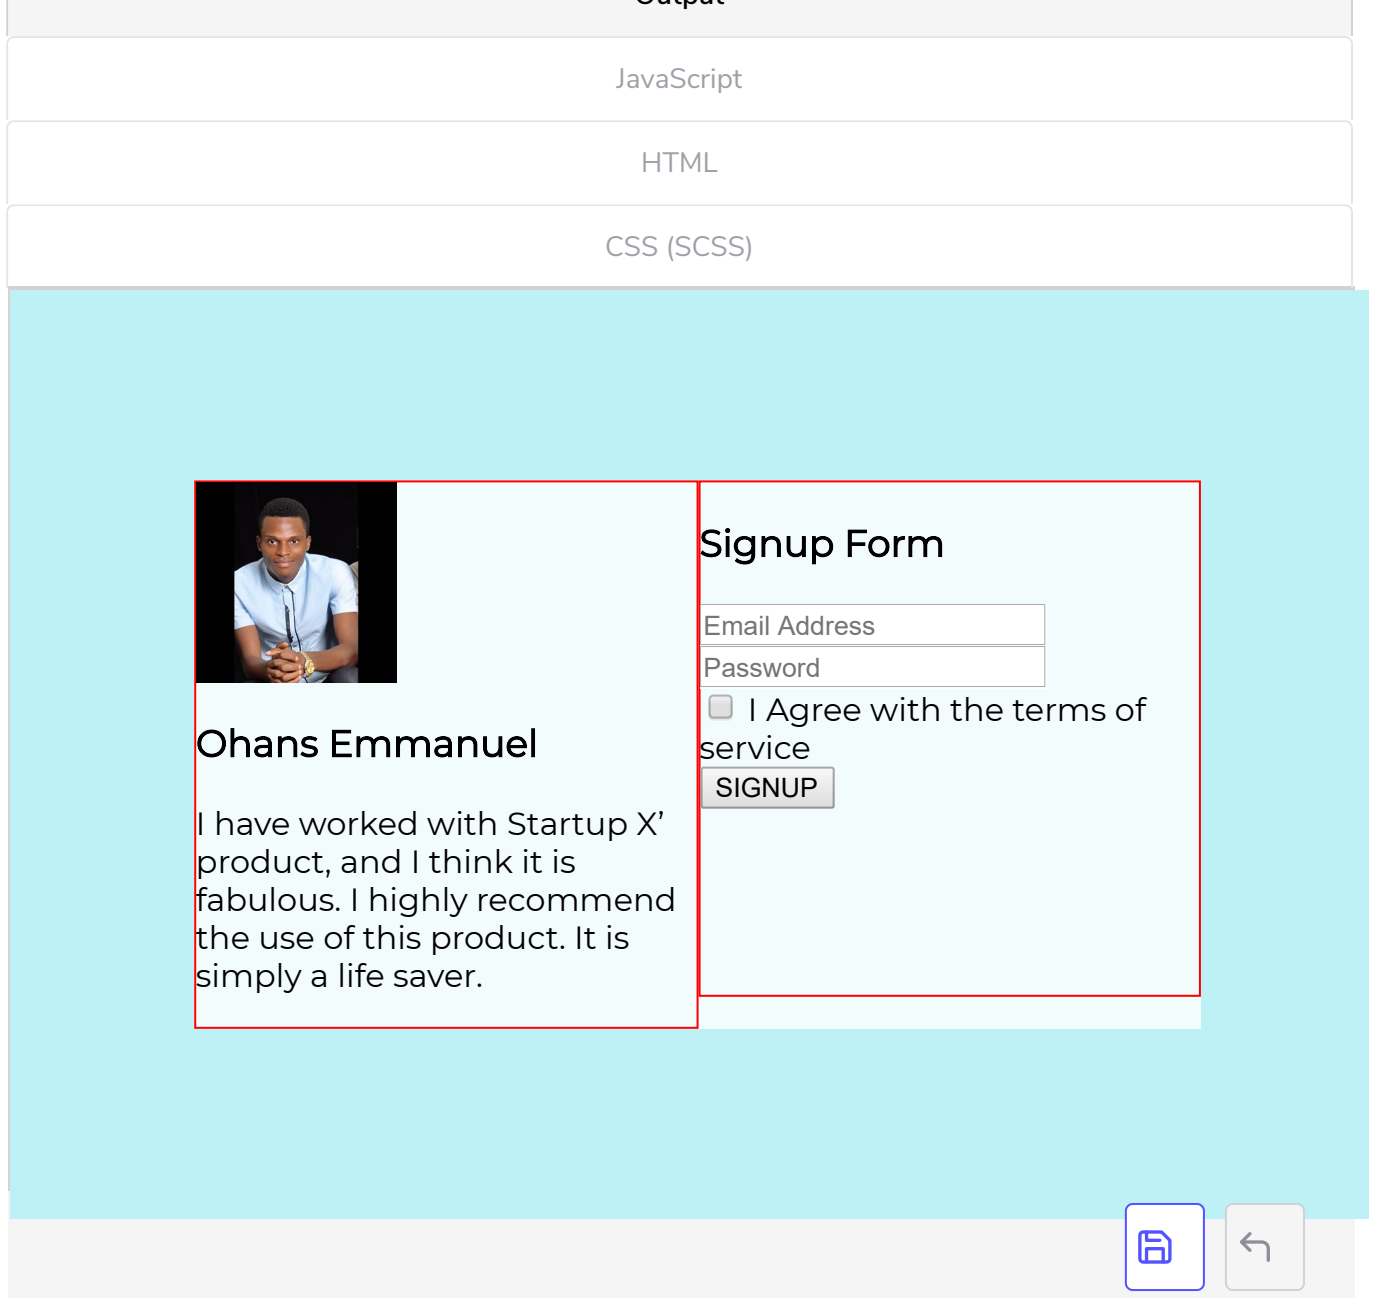 Output
JavaScript
HTML
CSS (SCSS)
Ohans Emmanuel
I have worked with Startup X’
product, and I think it is
fabulous. I highly recommend
the use of this product. It is
simply a life saver.
Signup Form
Email Address
Password
I Agree with the terms of
service
SIGNUP